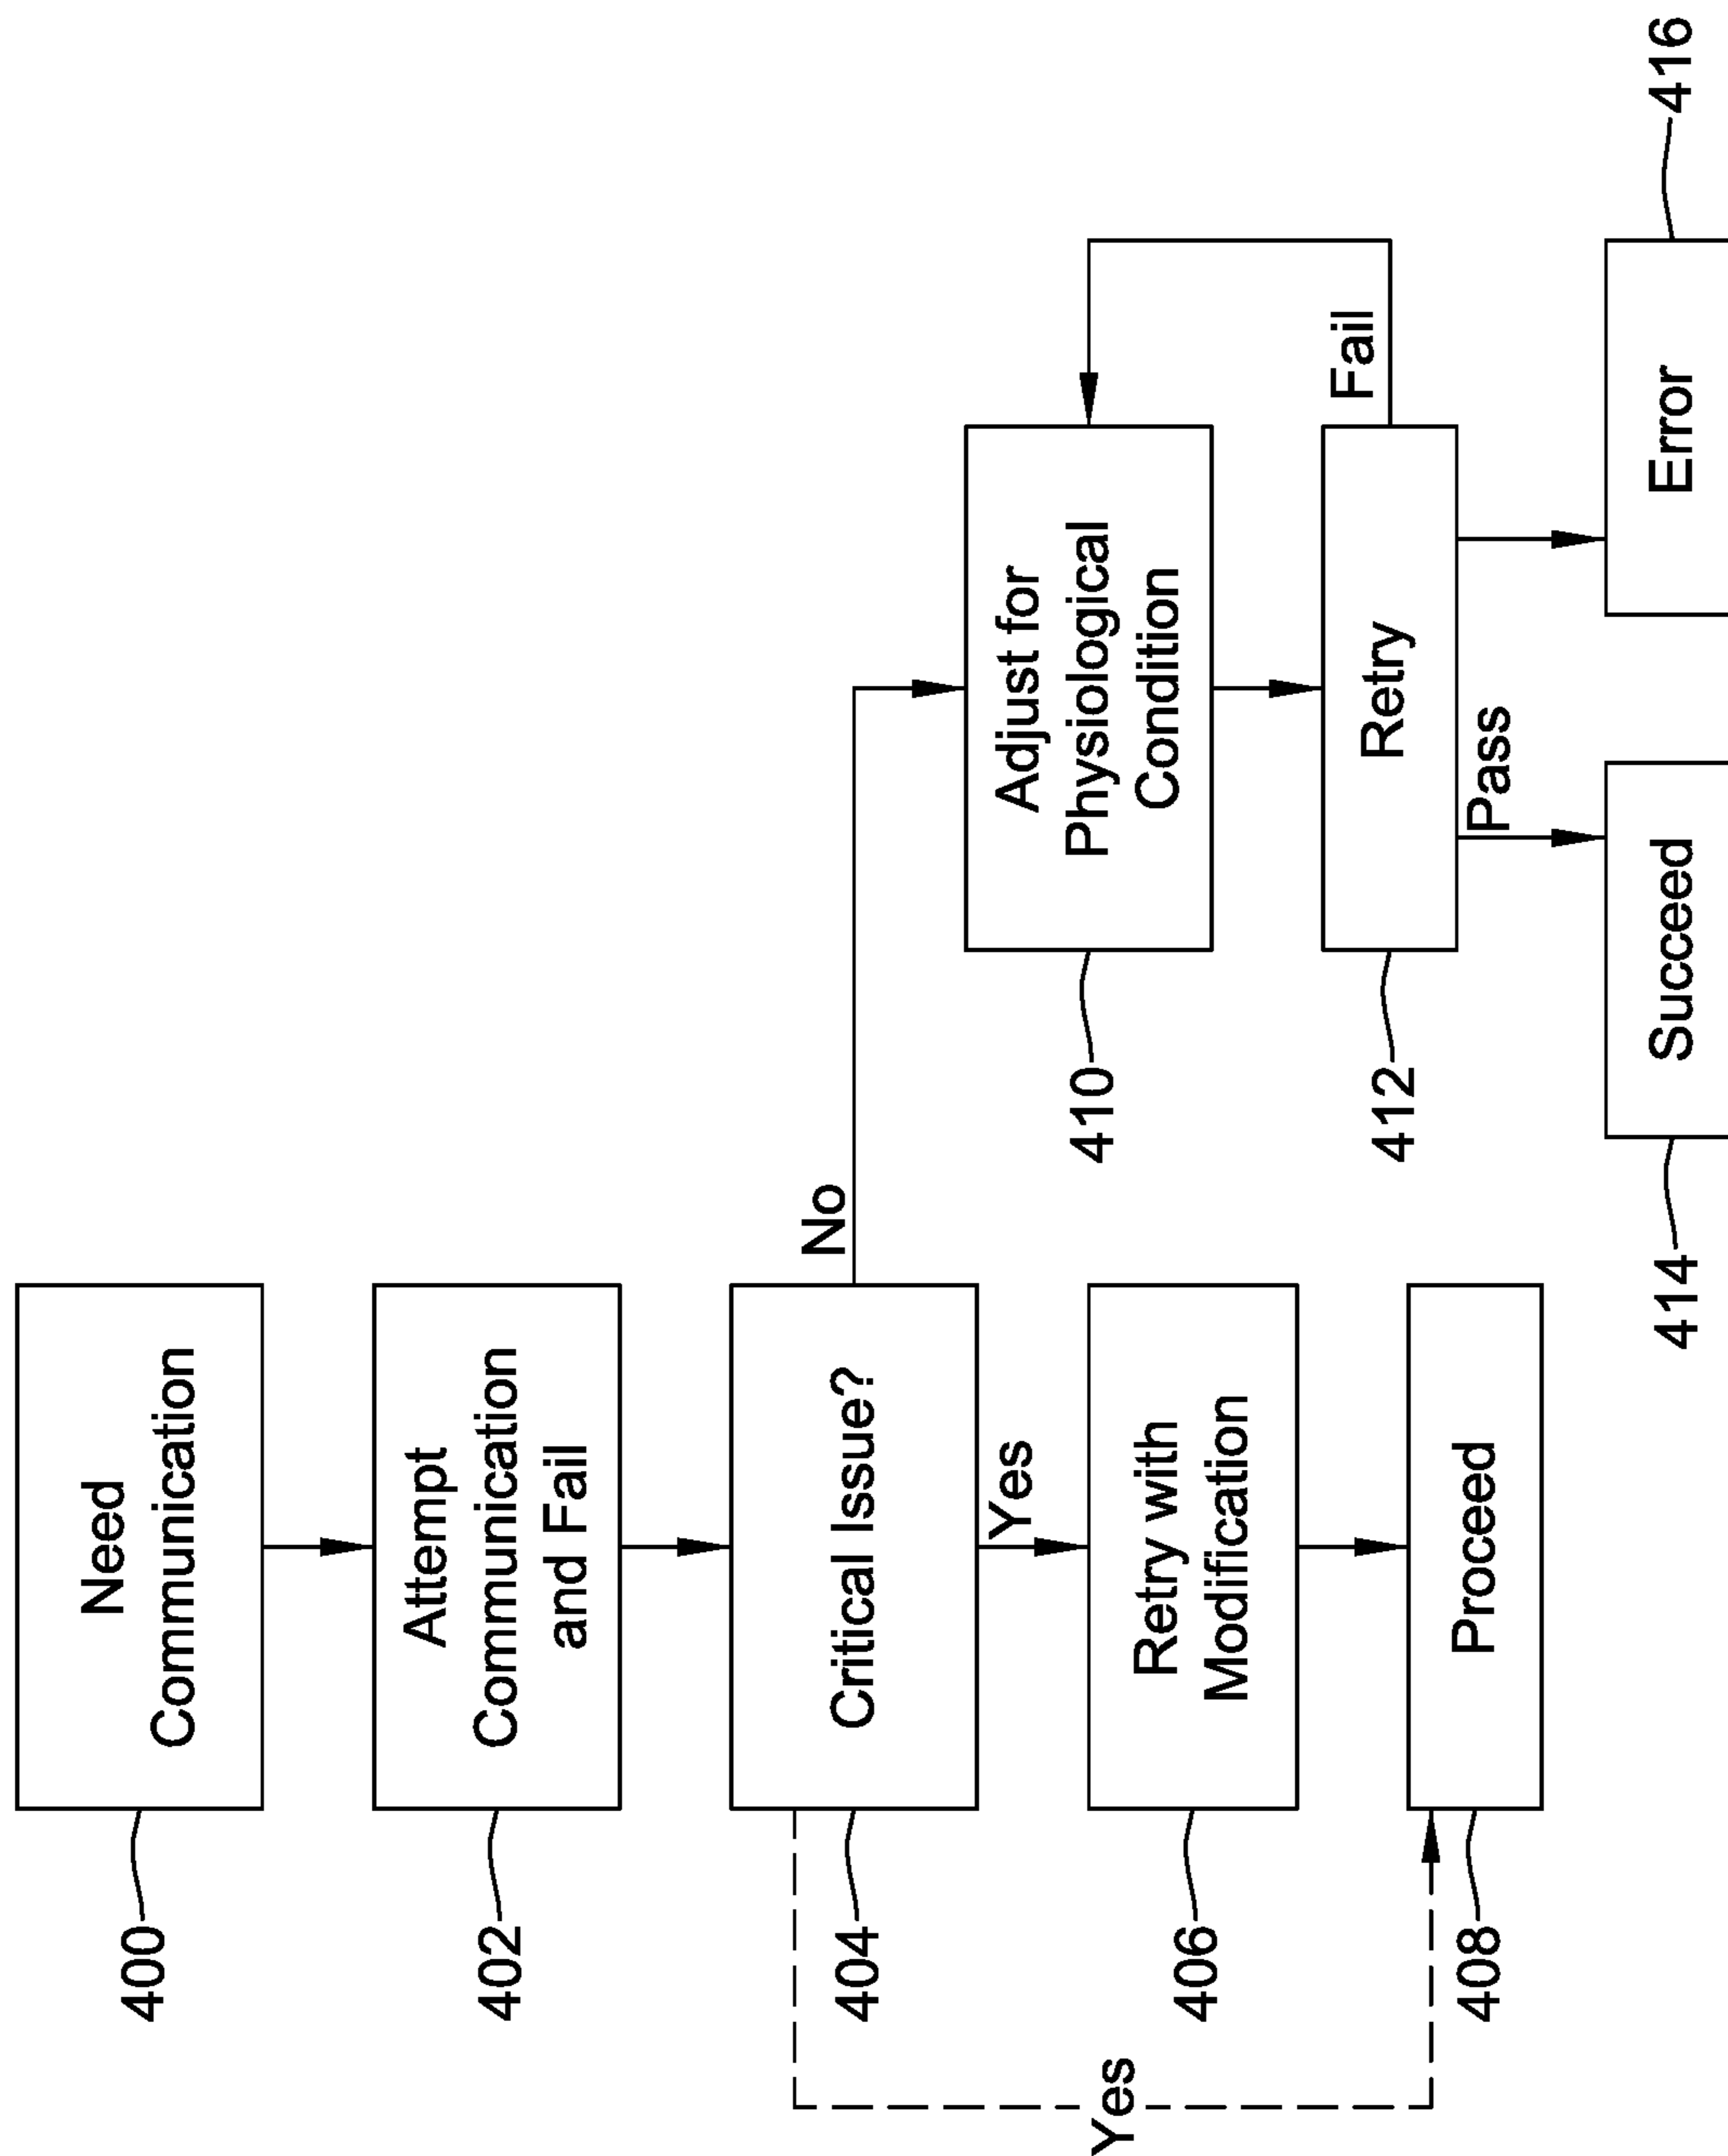 400
Need
Communication
402
Attempt
Communication
and Fail
404
Critical Issue?
No
Yes
Yes
406
Retry with
Modification
408
Proceed
410
Adjust for
Physiological
Condition
412
Retry
Fail
Pass
414
Succeed
Error
416